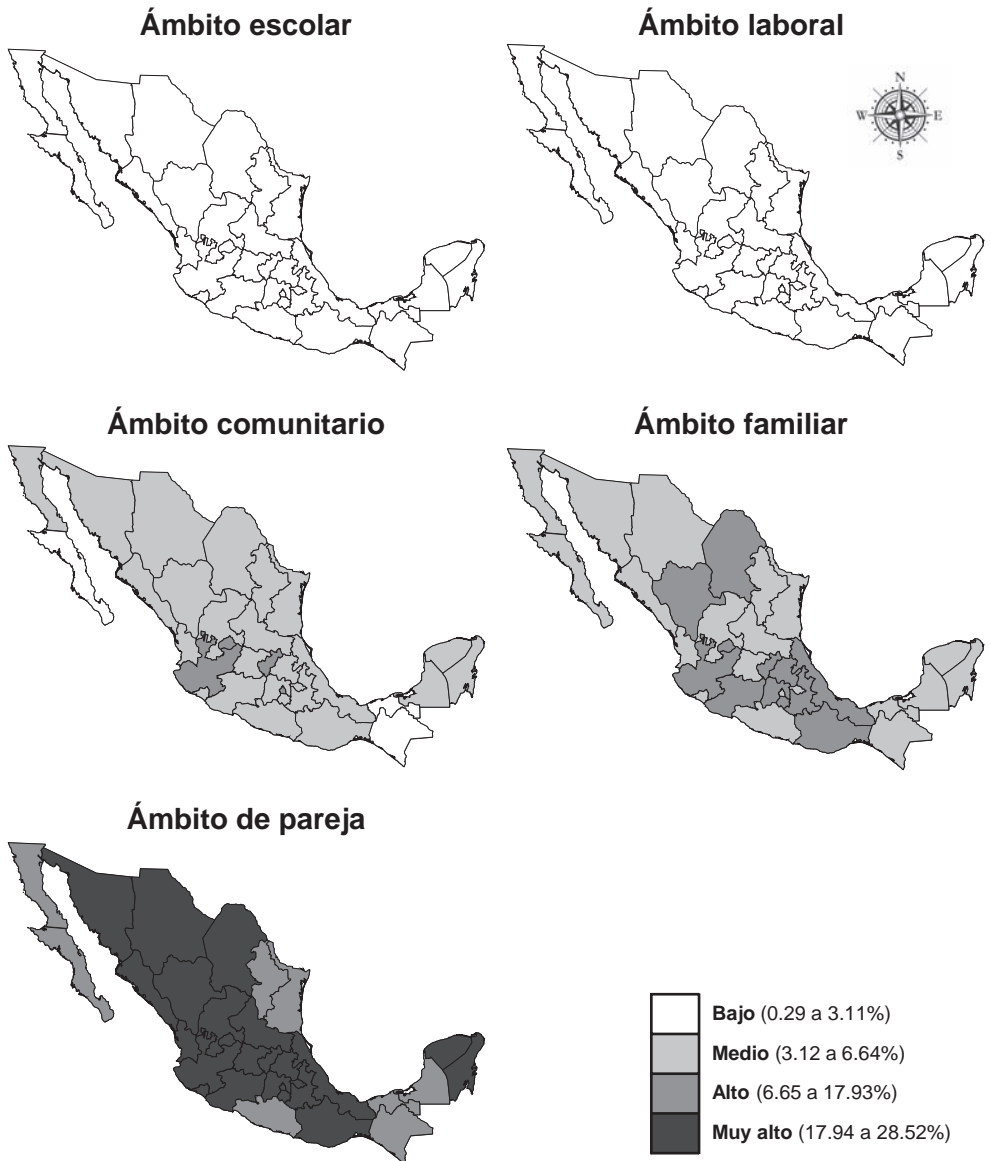 Ámbito escolar
Ámbito laboral
N
W E
S
Ámbito comunitario
Ámbito familiar
Ámbito de pareja
Bajo (0.29 a 3.11%)
Medio (3.12 a 6.64%)
Alto (6.65 a 17.93%)
Muy alto (17.94 a 28.52%)